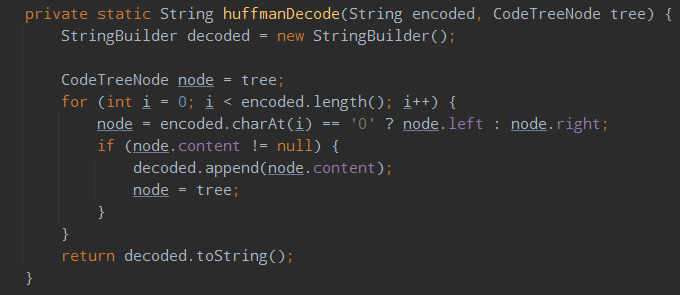 private static String huffmanDecode(String encoded, CodeTreeNode tree) {
    StringBuilder decoded = new StringBuilder();

    CodeTreeNode node = tree;
    for (int i = 0; i < encoded.length(); i++) {
        node = encoded.charAt(i) == '0' ? node.left : node.right;
        if (node.content != null) {
            decoded.append(node.content);
            node = tree;
        }
    }
    return decoded.toString();
}